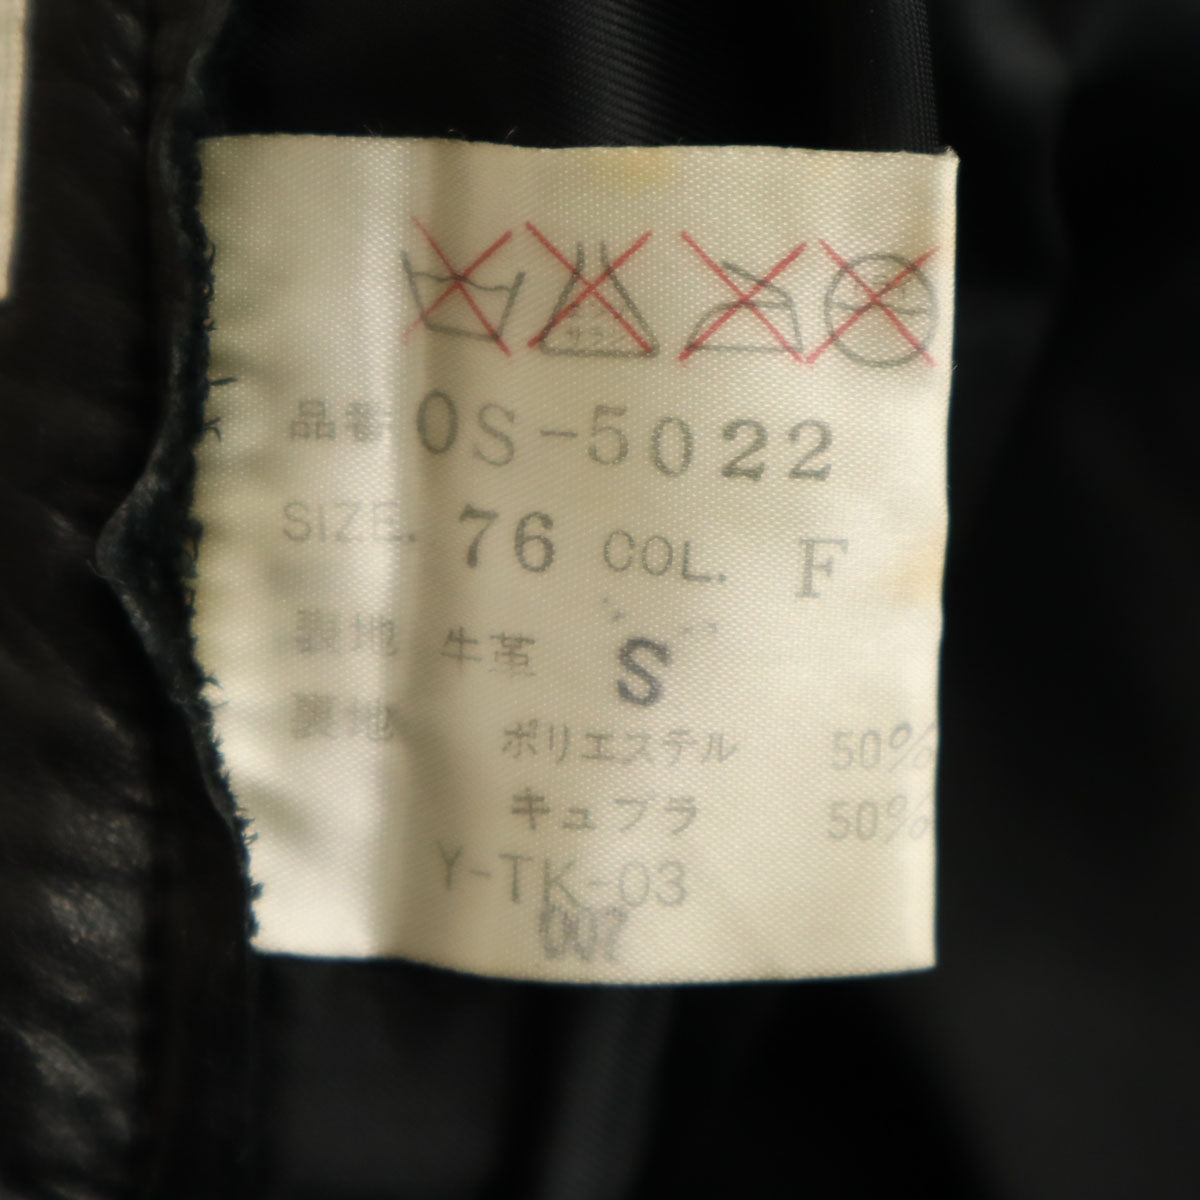 品番 OS-5022
SIZE. 76 COL. F
表地 牛革 S
裏地 ポリエステル 50%
キュプラ 50%
Y-TK-03
007